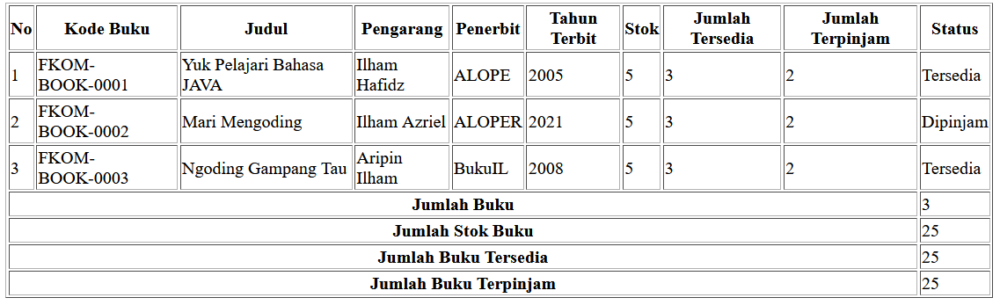 No Kode Buku Judul Pengarang Penerbit Tahun Terbit Stok Jumlah Tersedia Jumlah Terpinjam Status
1 FKOM-BOOK-0001 Yuk Pelajari Bahasa JAVA Ilham Hafidz ALOPE 2005 5 3 2 Tersedia
2 FKOM-BOOK-0002 Mari Mengoding Ilham Azriel ALOPER 2021 5 3 2 Dipinjam
3 FKOM-BOOK-0003 Ngoding Gampang Tau Aripin Ilham BukuIL 2008 5 3 2 Tersedia
Jumlah Buku 3
Jumlah Stok Buku 25
Jumlah Buku Tersedia 25
Jumlah Buku Terpinjam 25